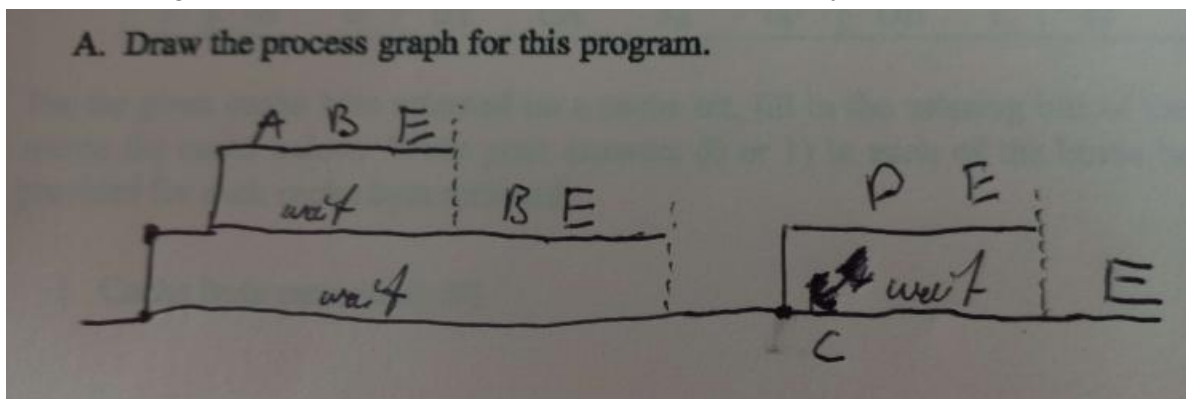 A. Draw the process graph for this program.
A B E
wait
B E
D E
wait
wait
E
C